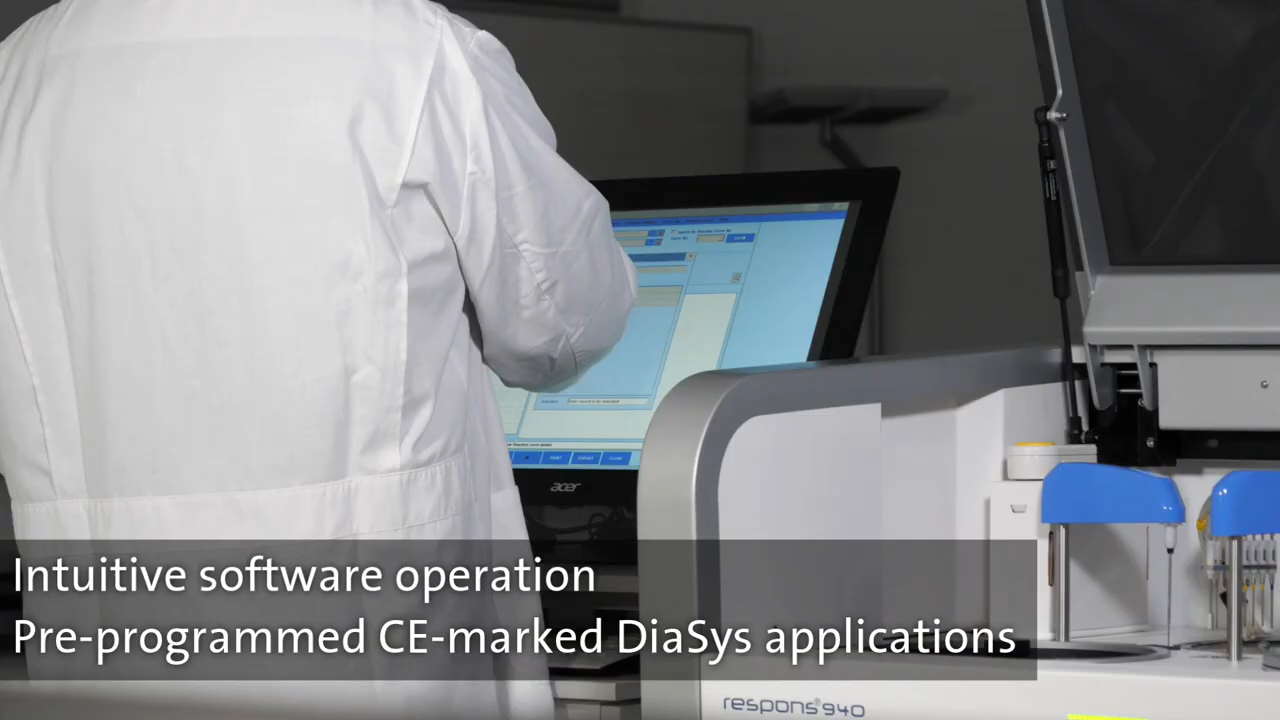 acer
Intuitive software operation
Pre-programmed CE-marked DiaSys applications
respons®940